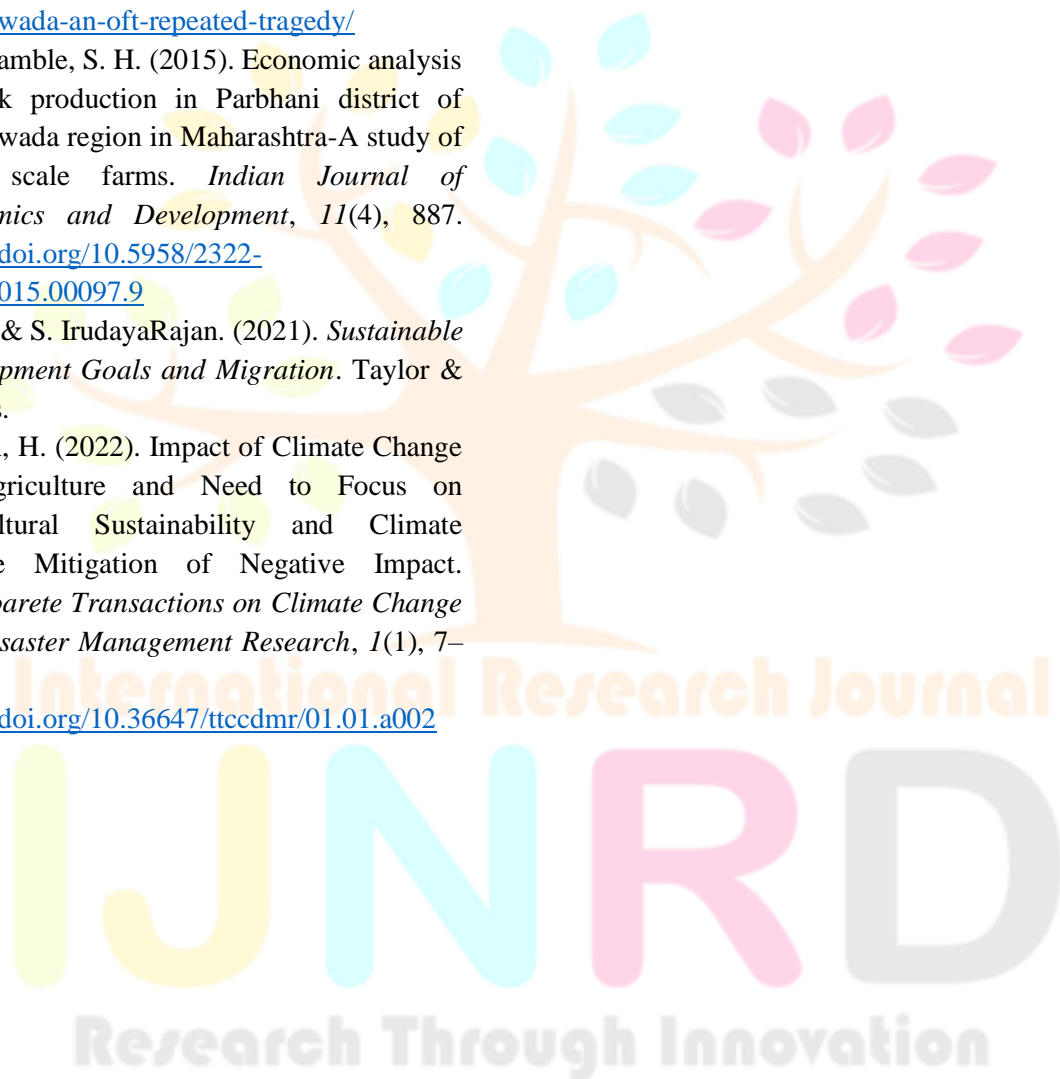 wada-an-oft-repeated-tragedy/
amble, S. H. (2015). Economic analysis
k production in Parbhani district of
wada region in Maharashtra-A study of
scale farms. Indian Journal of
mics and Development, 11(4), 887.
doi.org/10.5958/2322-
015.00097.9
& S. IrudayaRajan. (2021). Sustainable
pment Goals and Migration. Taylor &
s.
, H. (2022). Impact of Climate Change
griculture and Need to Focus on
ltural Sustainability and Climate
e Mitigation of Negative Impact.
parete Transactions on Climate Change
saster Management Research, 1(1), 7–
doi.org/10.36647/ttccdmr/01.01.a002
International Research Journal
IJNRD
Research Through Innovation